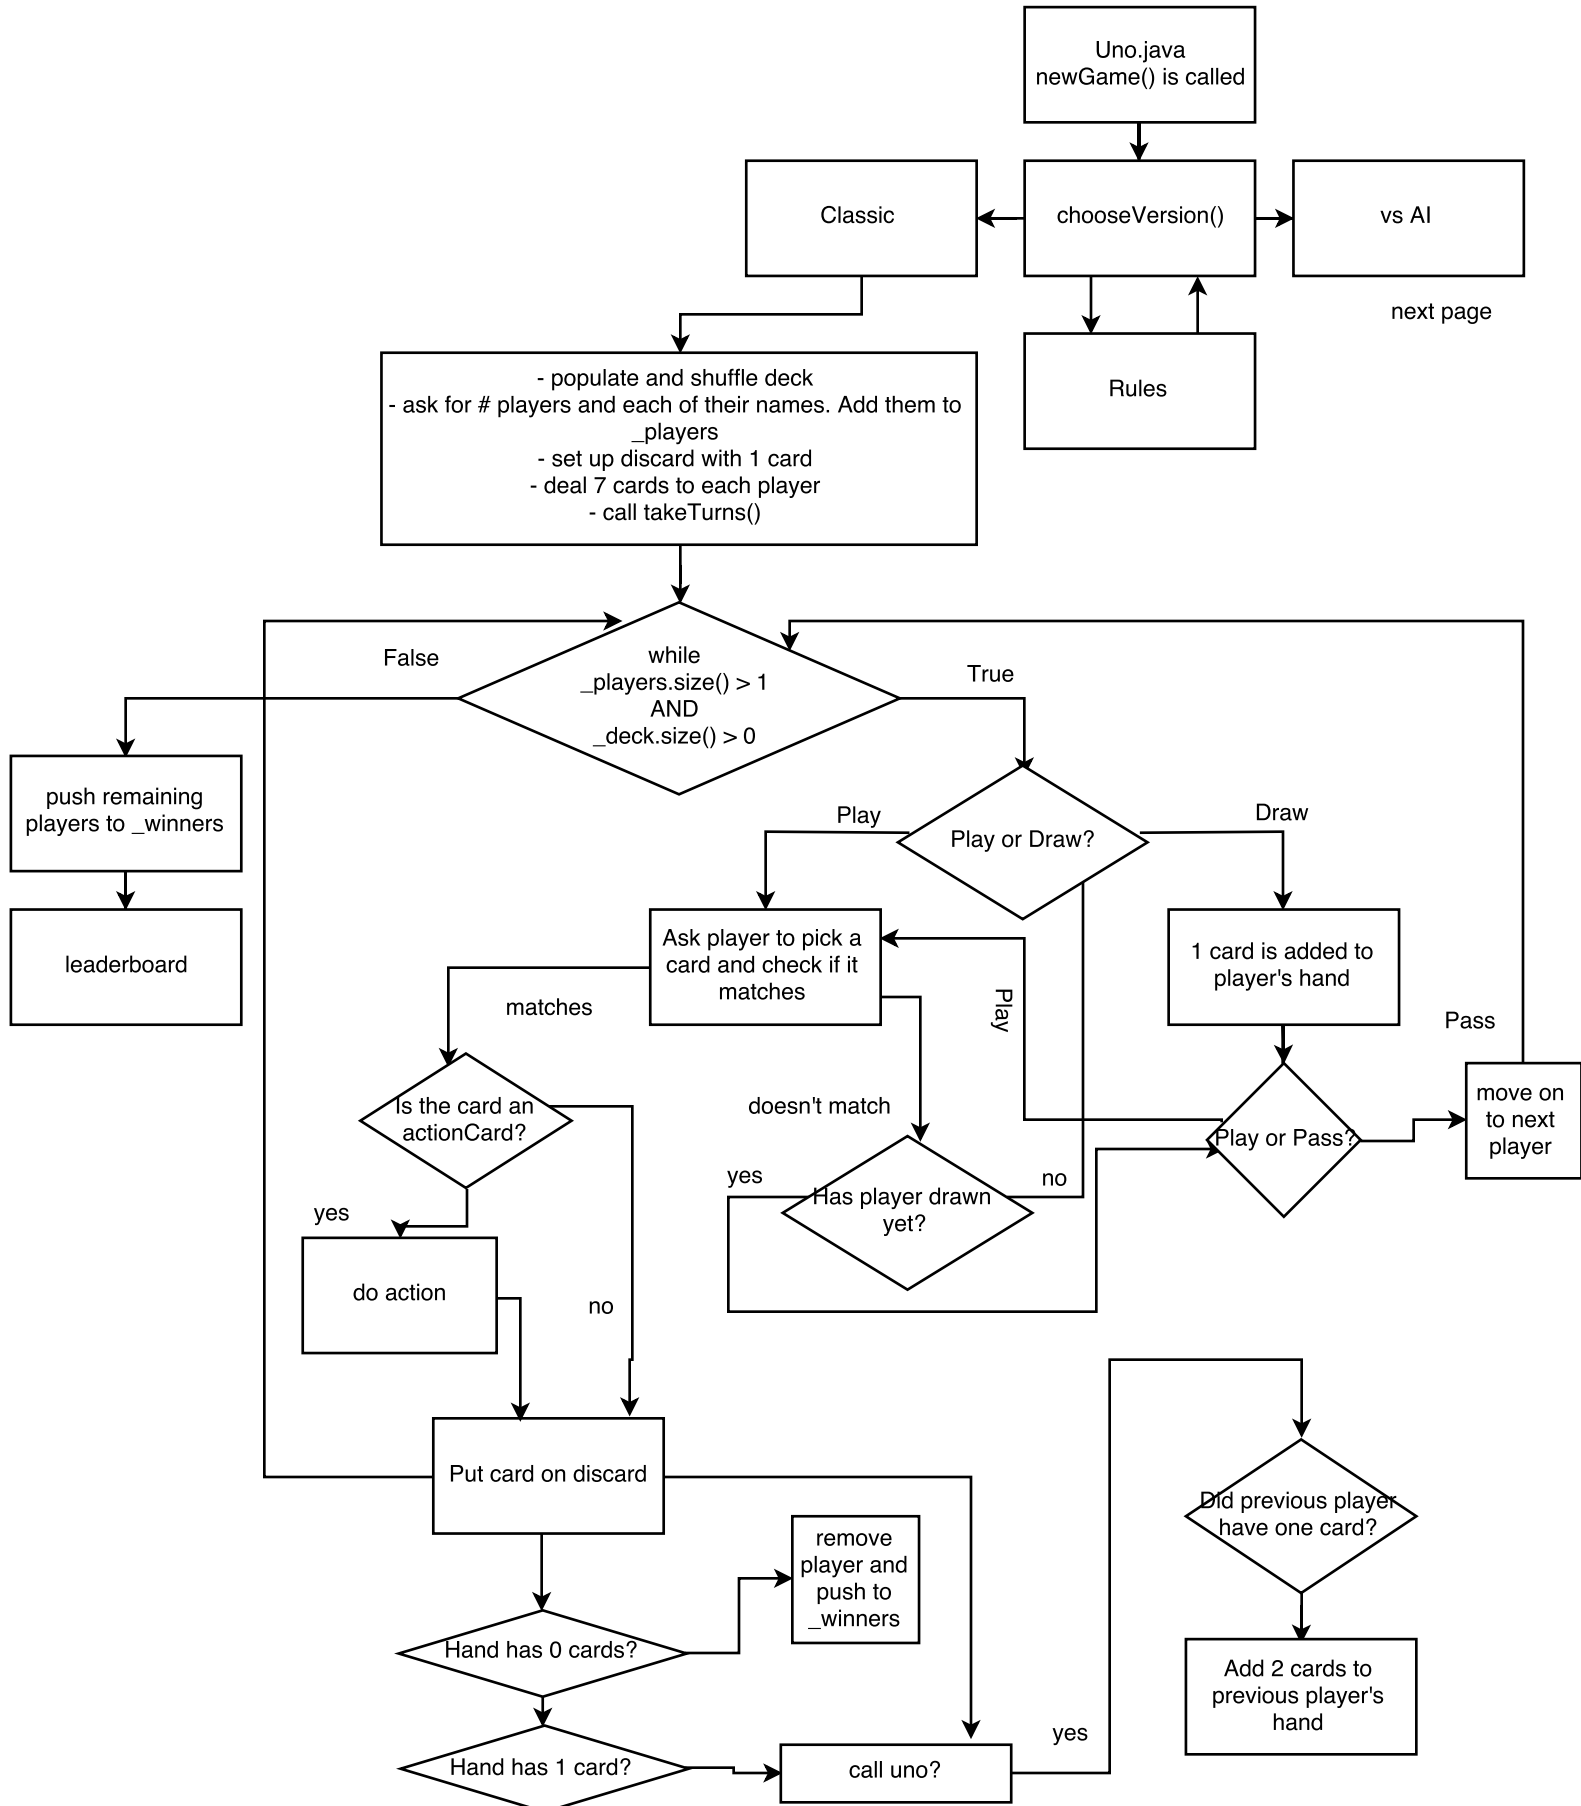 Uno.java
newGame() is called
Classic
chooseVersion()
vs AI
next page
Rules
- populate and shuffle deck
- ask for # players and each of their names. Add them to
_players
- set up discard with 1 card
- deal 7 cards to each player
- call takeTurns()
False
while
_players.size() > 1
AND
_deck.size() > 0
True
push remaining
players to _winners
leaderboard
Play
Play or Draw?
Draw
Ask player to pick a
card and check if it
matches
1 card is added to
player's hand
matches
Play
Pass
Is the card an
actionCard?
doesn't match
Play or Pass?
move on
to next
player
yes
Has player drawn
yet?
no
yes
do action
no
Put card on discard
Did previous player
have one card?
remove
player and
push to
_winners
Hand has 0 cards?
Add 2 cards to
previous player's
hand
Hand has 1 card?
call uno?
yes